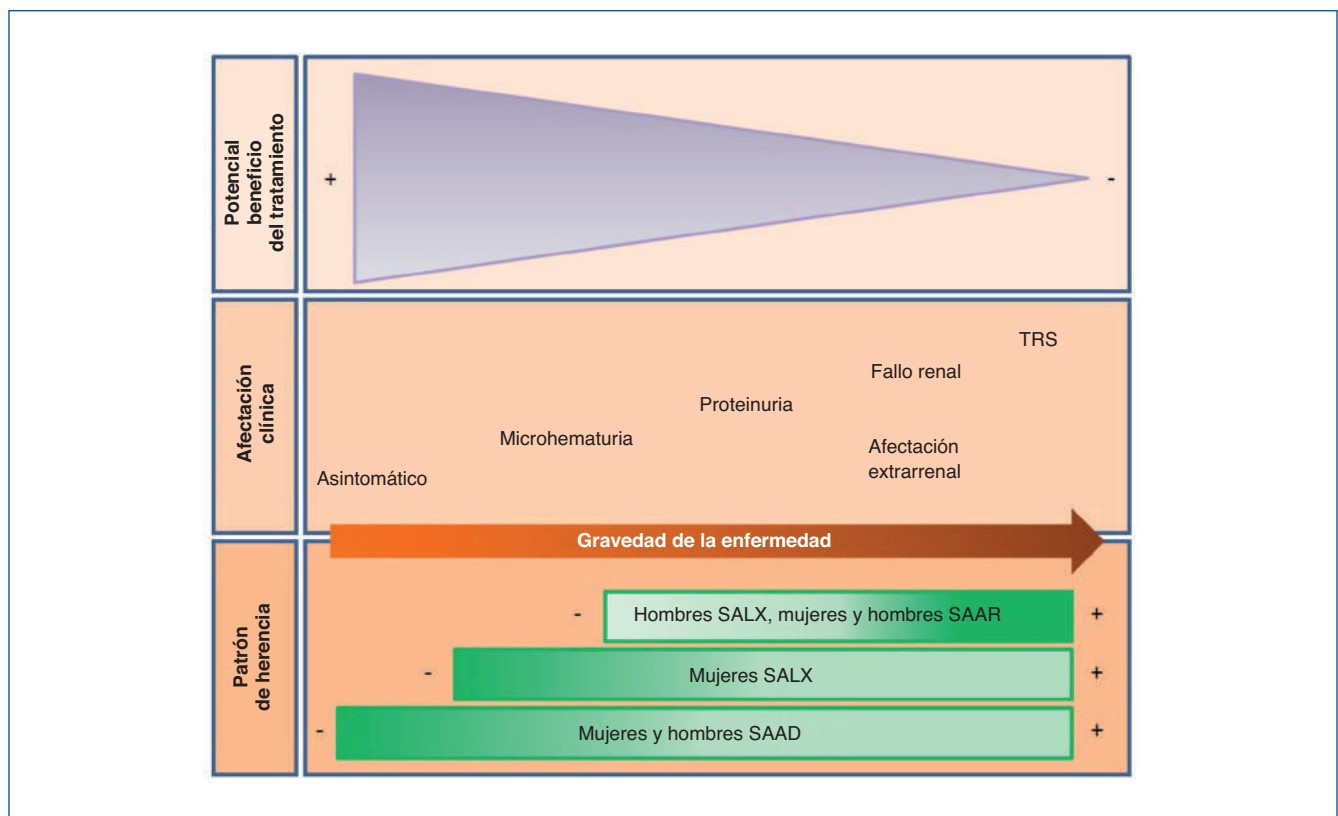 Potencial
beneficio
del tratamiento
+
-
Afectación
clínica
TRS
Fallo renal
Proteinuria
Microhematuria
Afectación
extrarrenal
Asintomático
Gravedad de la enfermedad
Patrón
de herencia
- Hombres SALX, mujeres y hombres SAAR +
- Mujeres SALX +
- Mujeres y hombres SAAD +